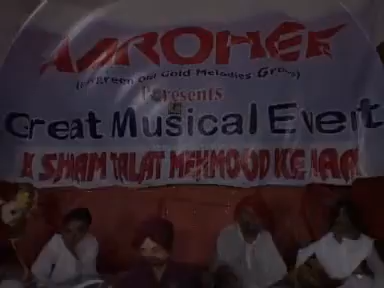 AAROHEE
(Evergreen Old Gold Melodies Group)
Presents
Great Musical Event
K SHAM TALAT MEHMOOD KE NAAM